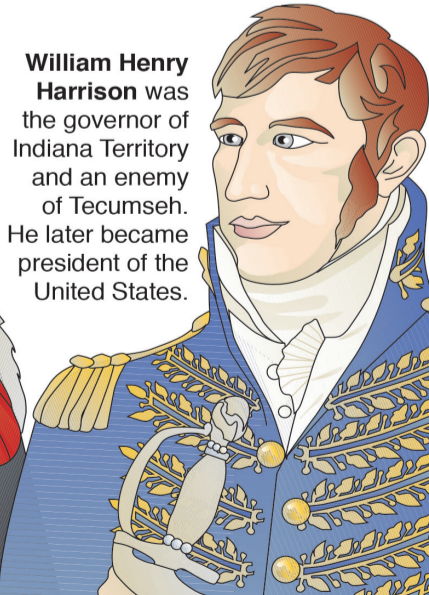 William Henry
Harrison was
the governor of
Indiana Territory
and an enemy
of Tecumseh.
He later became
president of the
United States.